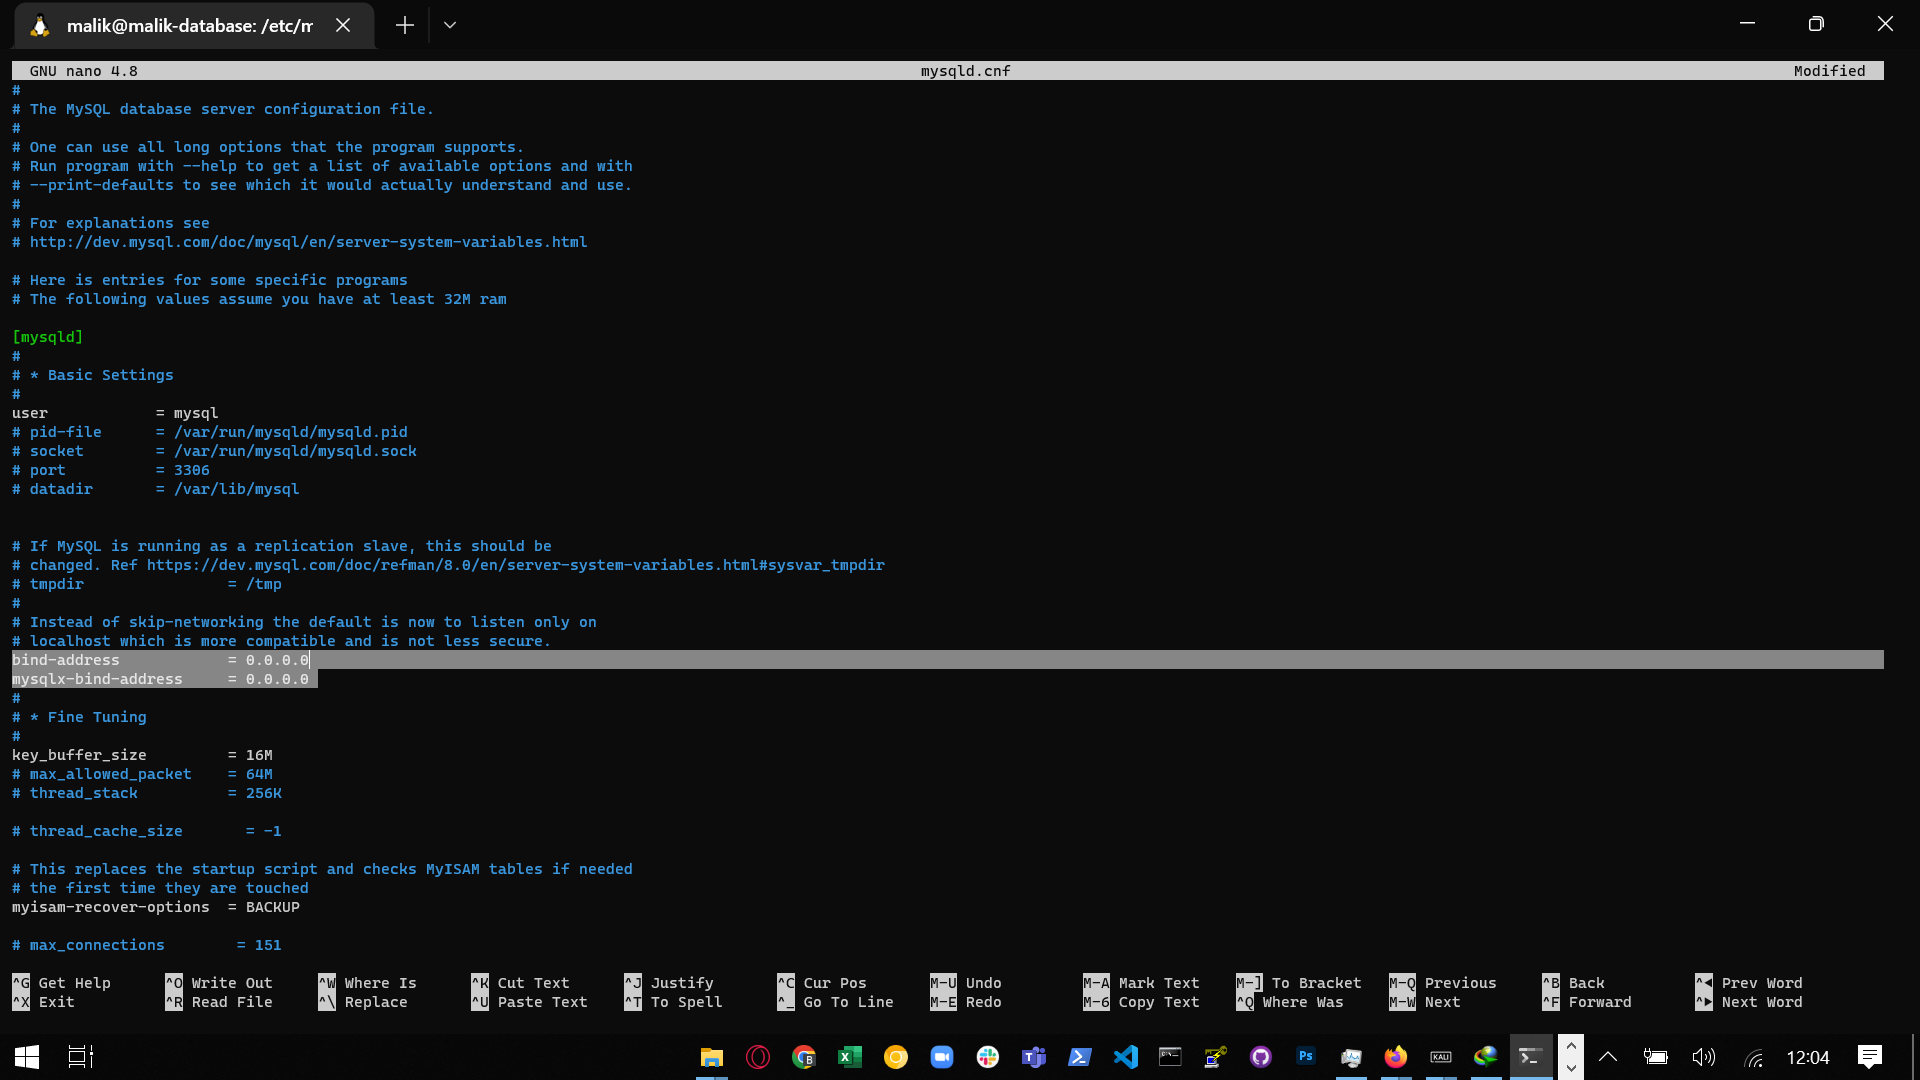 malik@malik-database: /etc/m
GNU nano 4.8 mysqld.cnf Modified
#
# The MySQL database server configuration file.
#
# One can use all long options that the program supports.
# Run program with --help to get a list of available options and with
# --print-defaults to see which it would actually understand and use.
#
# For explanations see
# http://dev.mysql.com/doc/mysql/en/server-system-variables.html
# Here is entries for some specific programs
# The following values assume you have at least 32M ram
[mysqld]
#
# * Basic Settings
#
user = mysql
# pid-file = /var/run/mysqld/mysqld.pid
# socket = /var/run/mysqld/mysqld.sock
# port = 3306
# datadir = /var/lib/mysql
# If MySQL is running as a replication slave, this should be
# changed. Ref https://dev.mysql.com/doc/refman/8.0/en/server-system-variables.html#sysvar_tmpdir
# tmpdir = /tmp
#
# Instead of skip-networking the default is now to listen only on
# localhost which is more compatible and is not less secure.
bind-address = 0.0.0.0
mysqlx-bind-address = 0.0.0.0
#
# * Fine Tuning
#
key_buffer_size = 16M
# max_allowed_packet = 64M
# thread_stack = 256K
# thread_cache_size = -1
# This replaces the startup script and checks MyISAM tables if needed
# the first time they are touched
myisam-recover-options = BACKUP
# max_connections = 151
^G Get Help ^O Write Out ^W Where Is ^K Cut Text ^J Justify ^C Cur Pos M-U Undo M-A Mark Text M-] To Bracket M-Q Previous ^B Back ^◂ Prev Word
^X Exit ^R Read File ^\ Replace ^U Paste Text ^T To Spell ^_ Go To Line M-E Redo M-6 Copy Text ^Q Where Was M-W Next ^F Forward ^▸ Next Word
Ps KALI 12:04